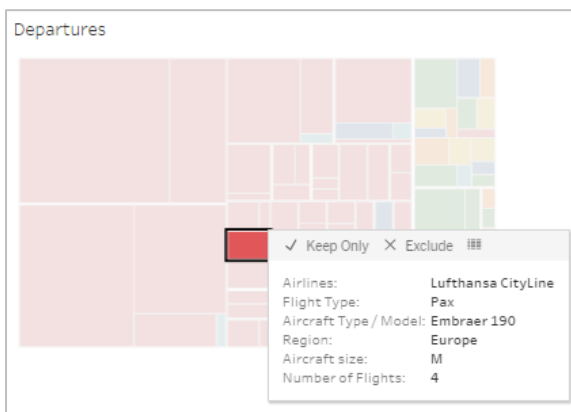 Departures
✓ Keep Only ✕ Exclude
Airlines: Lufthansa CityLine
Flight Type: Pax
Aircraft Type / Model: Embraer 190
Region: Europe
Aircraft size: M
Number of Flights: 4